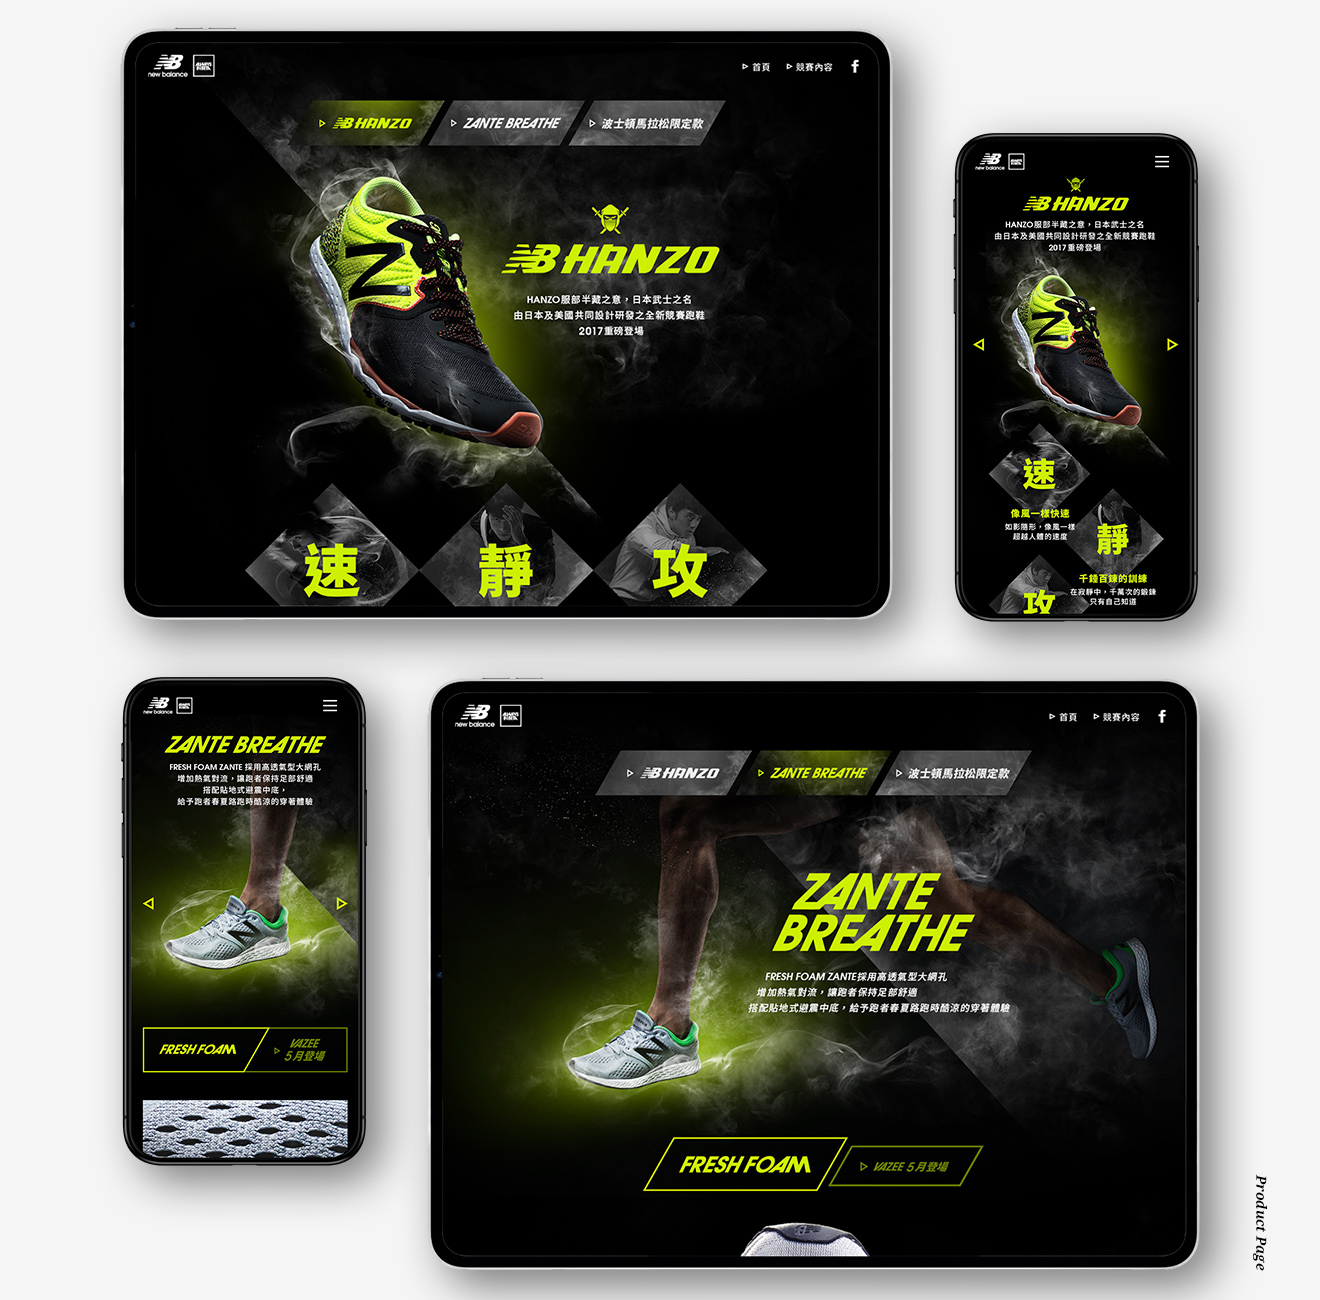 new balance
首頁
競賽內容
NB HANZO
ZANTE BREATHE
波士頓馬拉松限定款
NB HANZO
HANZO服部半藏之意，日本武士之名
由日本及美國共同設計研發之全新競賽跑鞋
2017重磅登場
速
靜
攻
new balance
NB HANZO
HANZO服部半藏之意，日本武士之名
由日本及美國共同設計研發之全新競賽跑鞋
2017重磅登場
速
像風一樣快速
如影隨形，像風一樣
超越人體的速度
靜
千錘百鍊的訓練
在寂靜中，千萬次的鍛鍊
只有自己知道
攻
new balance
ZANTE BREATHE
FRESH FOAM ZANTE 採用高透氣型大網孔
增加熱氣對流，讓跑者保持足部舒適
搭配貼地式避震中底，
給予跑者春夏路跑時酷涼的穿著體驗
FRESH FOAM
VAZEE
5月登場
new balance
首頁
競賽內容
NB HANZO
ZANTE BREATHE
波士頓馬拉松限定款
ZANTE
BREATHE
FRESH FOAM ZANTE採用高透氣型大網孔
增加熱氣對流，讓跑者保持足部舒適
搭配貼地式避震中底，給予跑者春夏路跑時酷涼的穿著體驗
FRESH FOAM
VAZEE 5月登場
Product Page